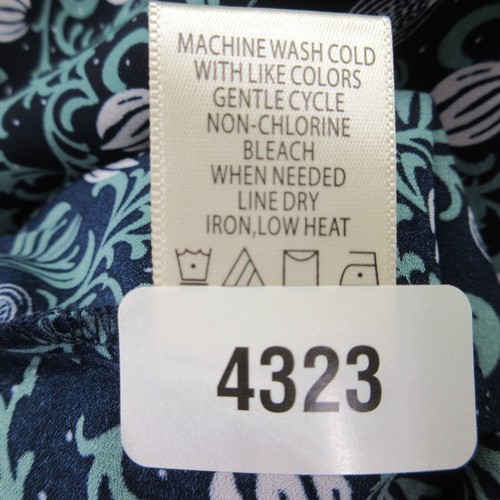 MACHINE WASH COLD
WITH LIKE COLORS
GENTLE CYCLE
NON-CHLORINE
BLEACH
WHEN NEEDED
LINE DRY
IRON,LOW HEAT
4323